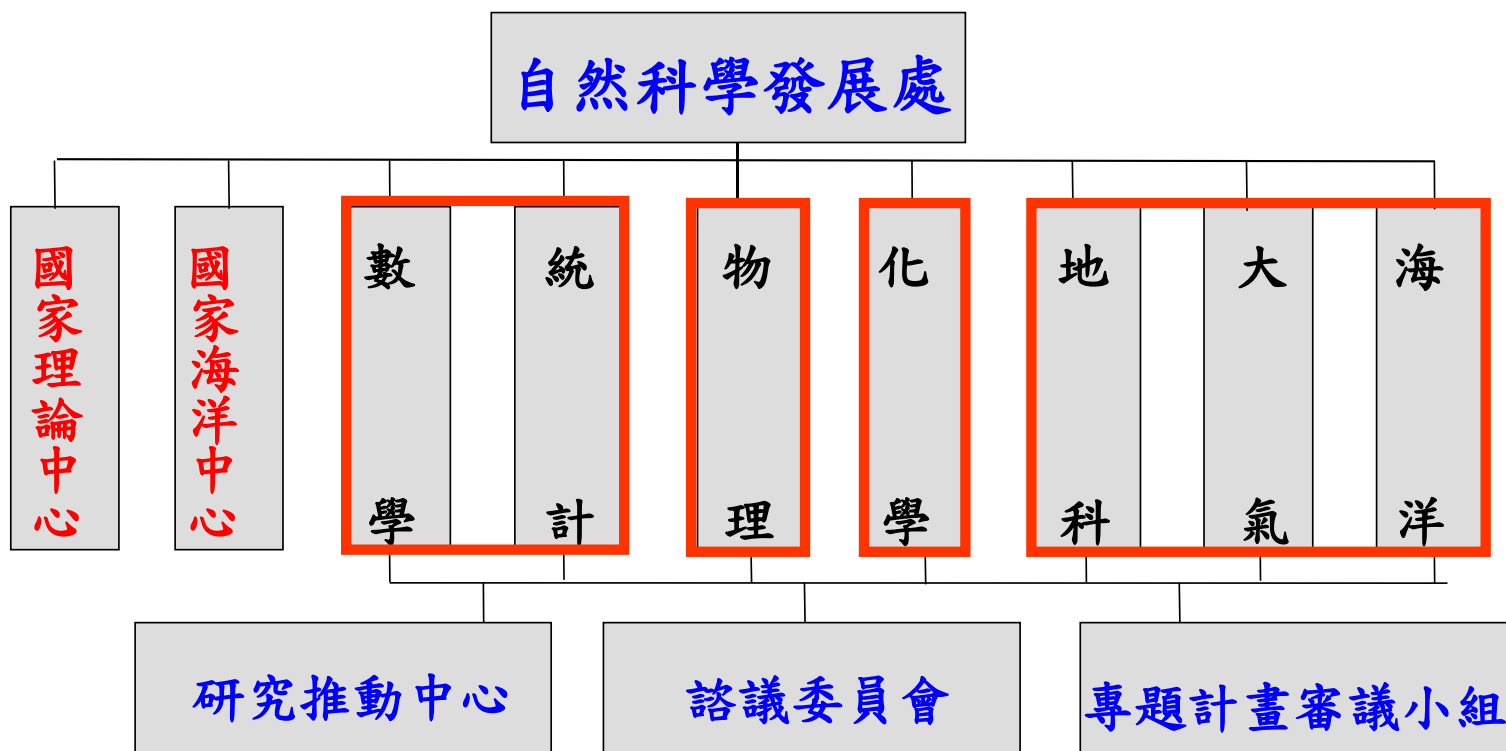 自然科學發展處
國家理論中心
國家海洋中心
數學
統計
物理
化學
地科
大氣
海洋
研究推動中心
諮議委員會
專題計畫審議小組